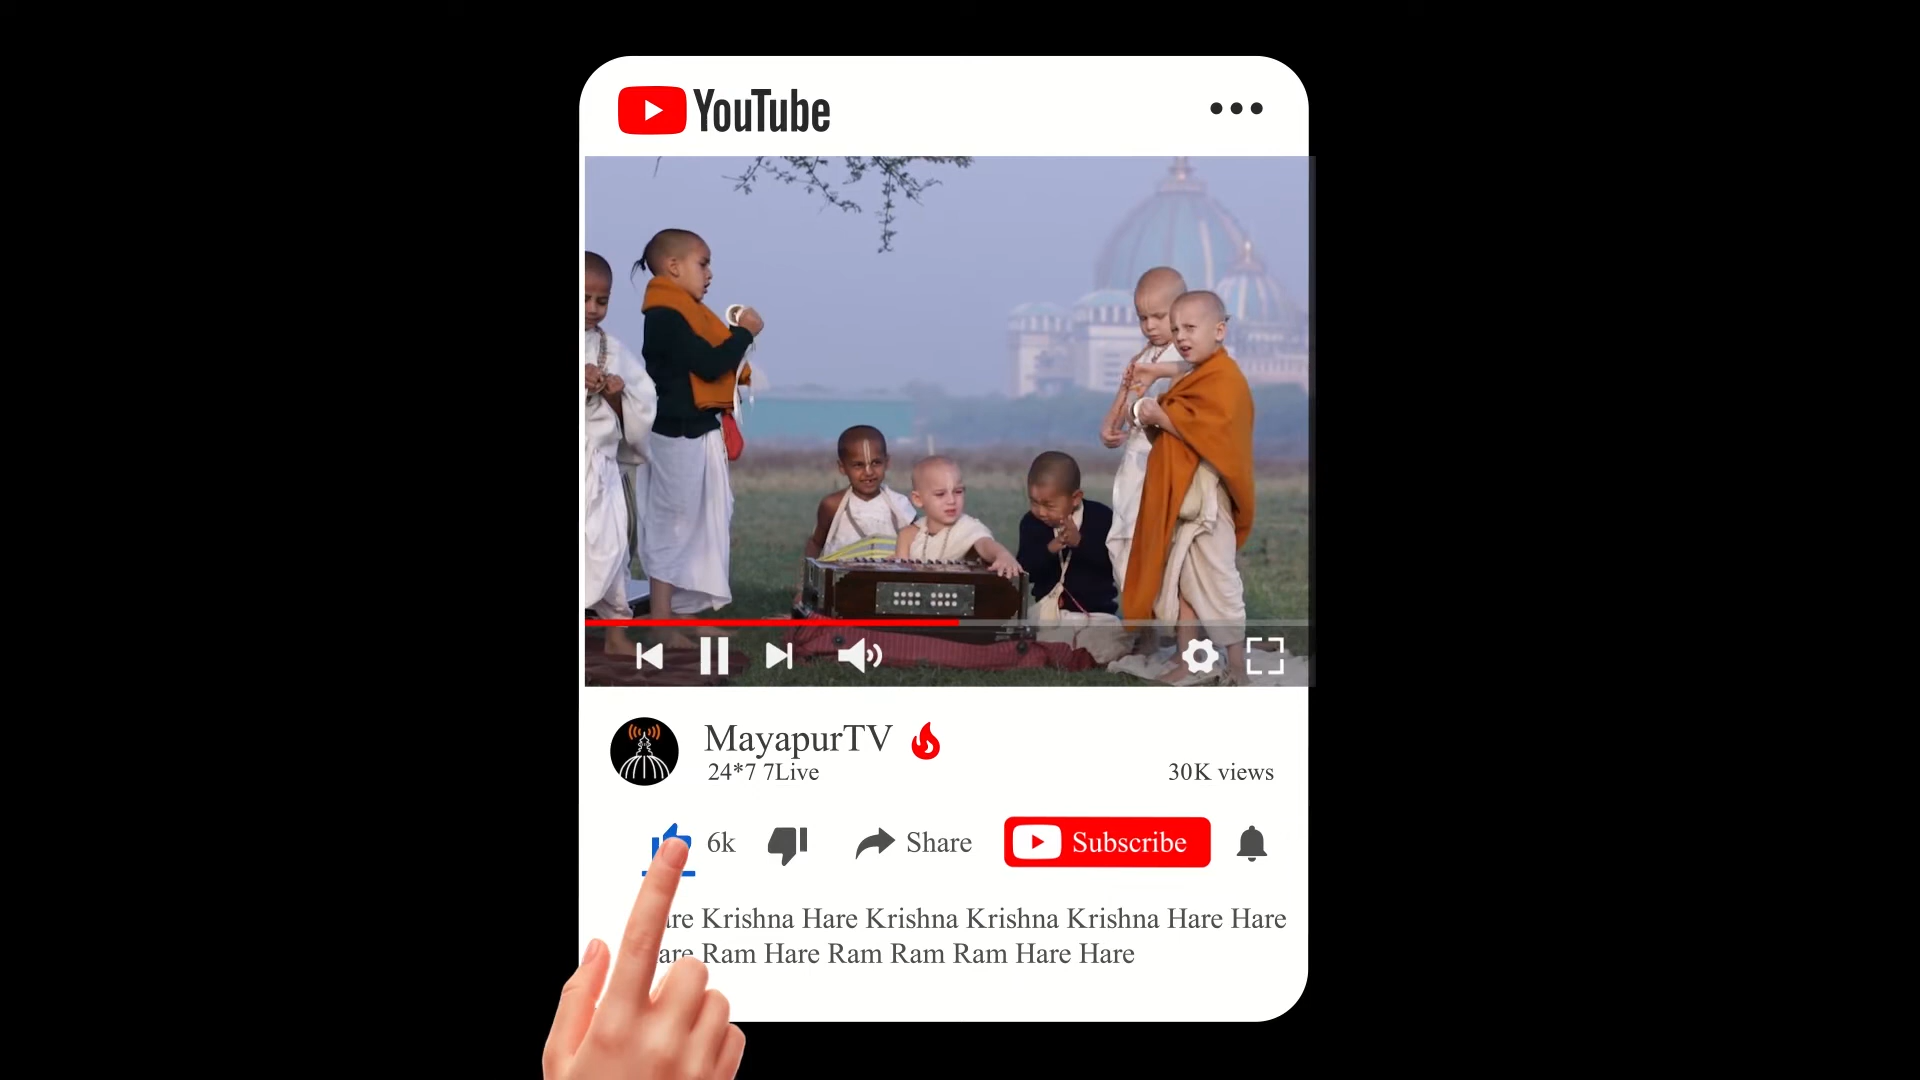 YouTube
MayapurTV
24*7 7Live
30K views
6k
Share
Subscribe
Krishna Hare Krishna Krishna Krishna Hare Hare
Ram Hare Ram Ram Ram Hare Hare